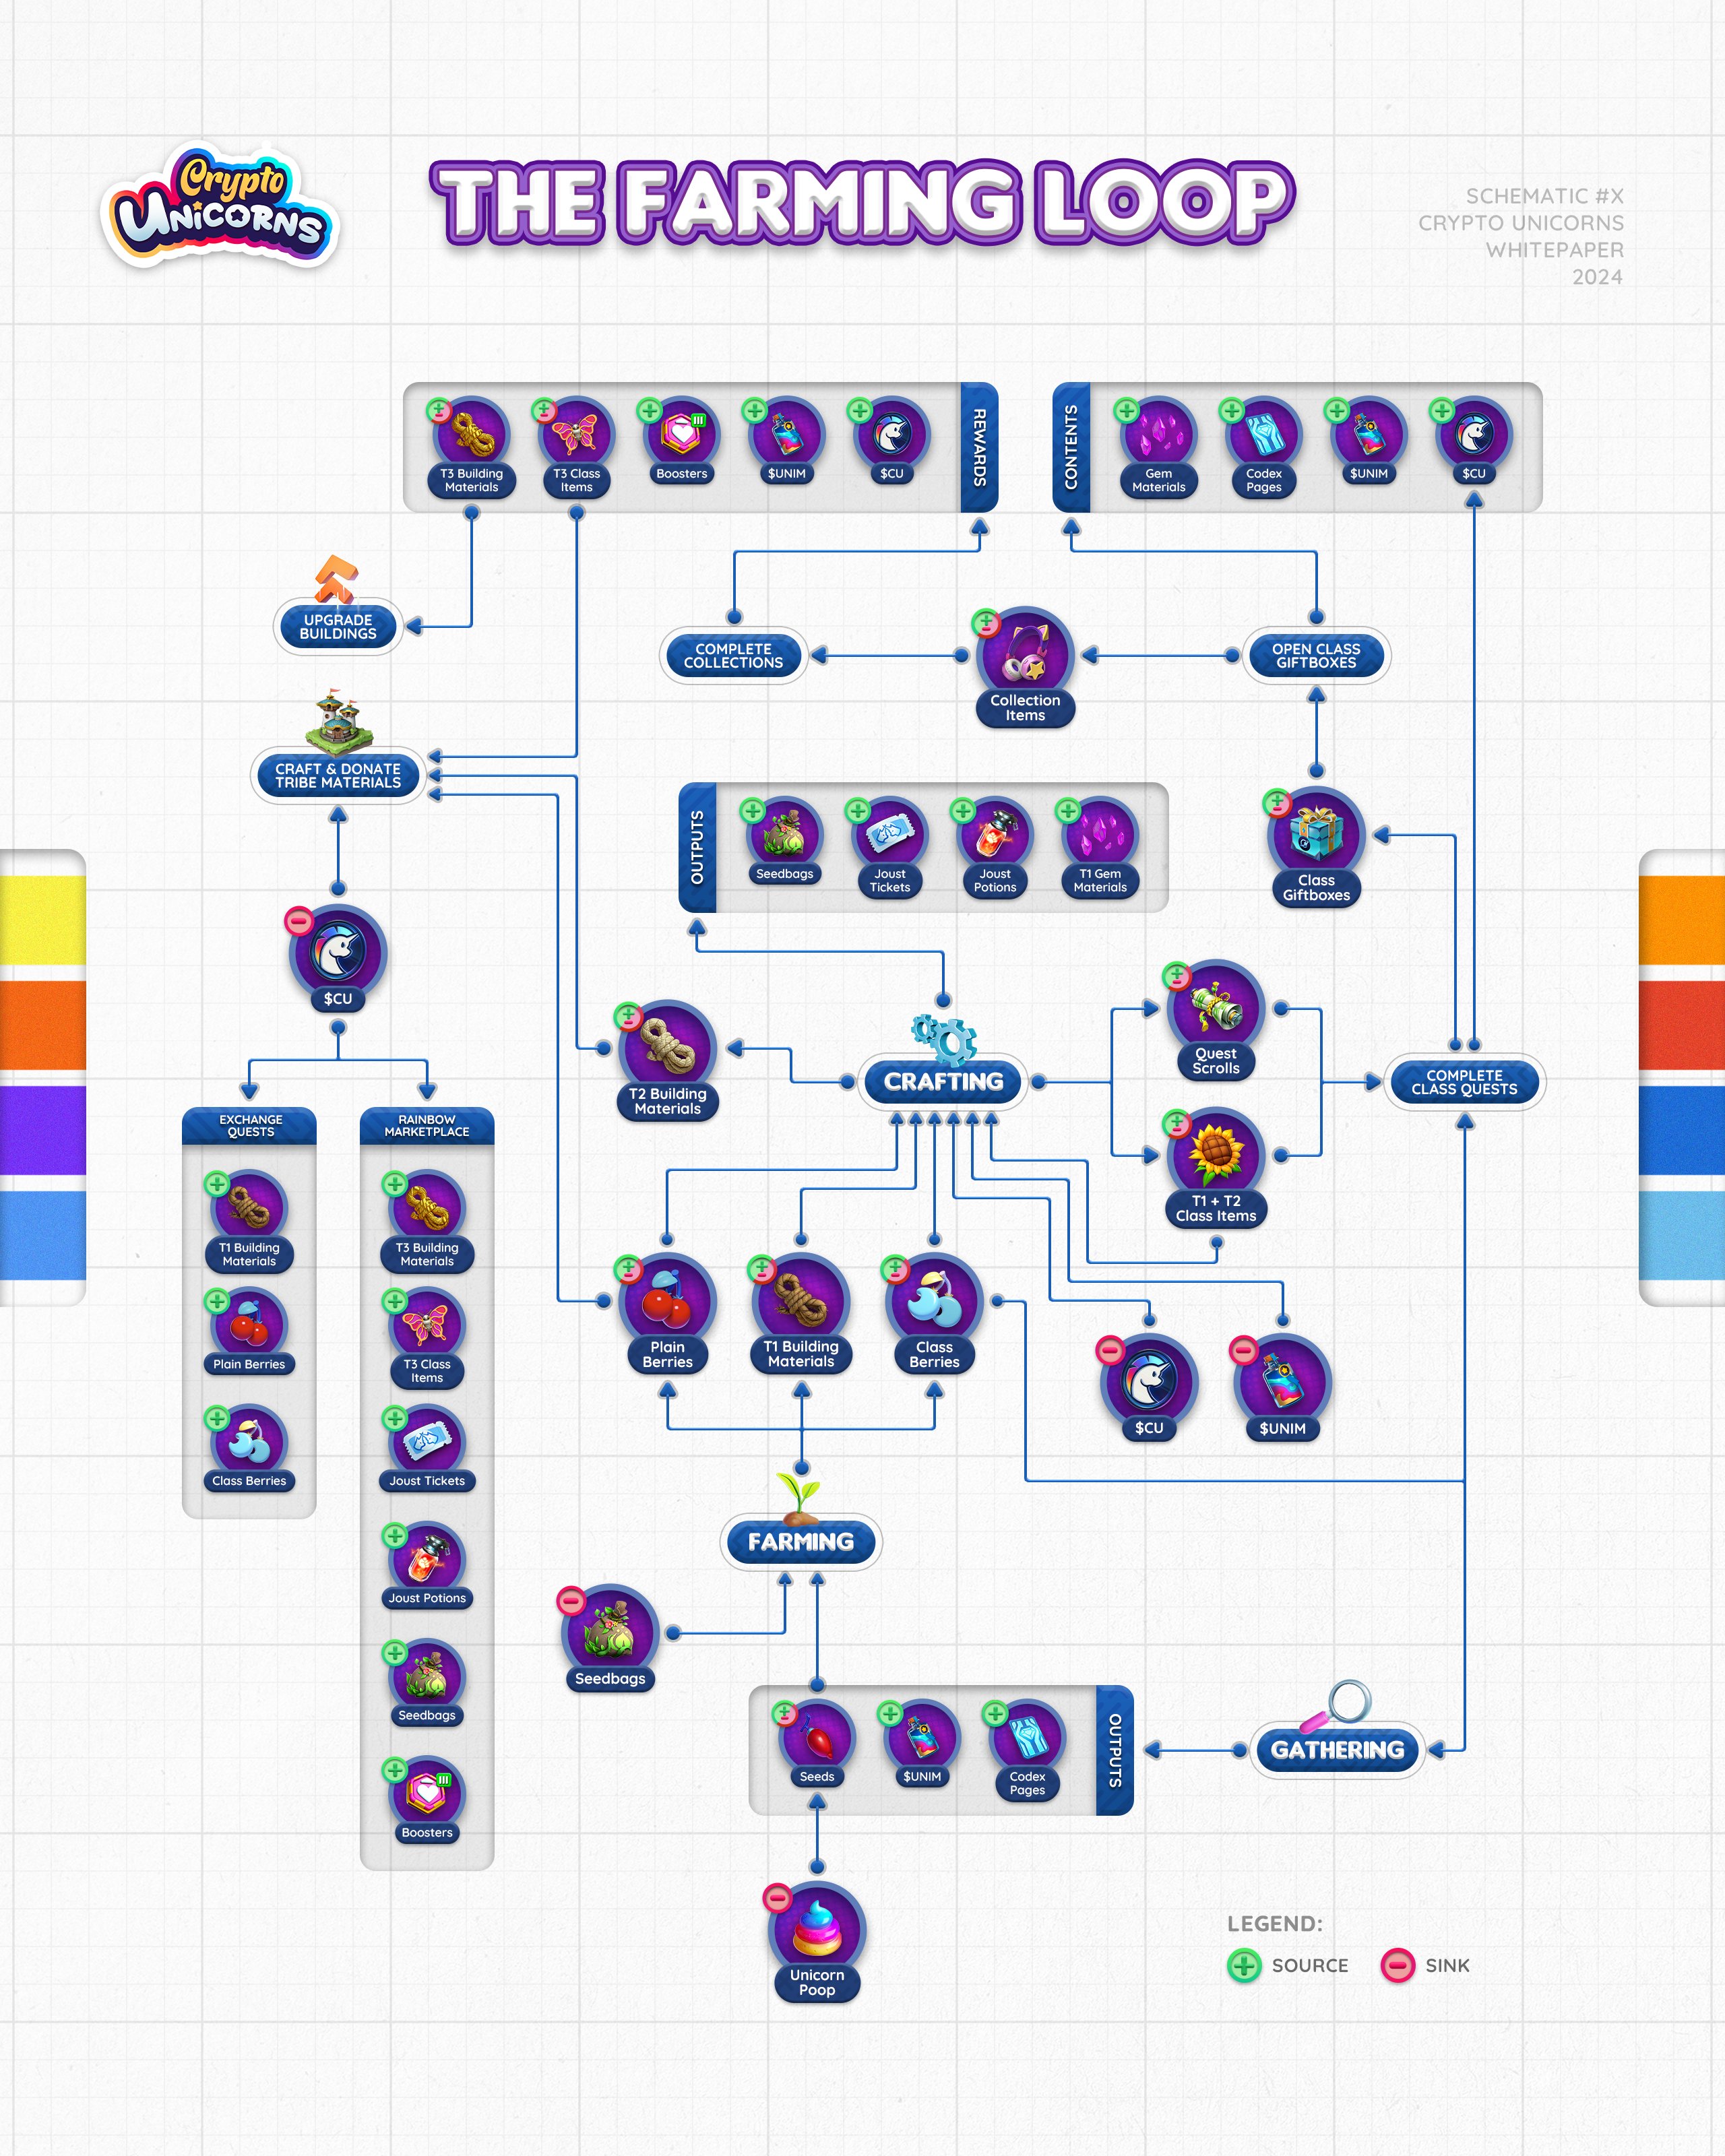 Crypto
UNICORNS
THE FARMING LOOP
SCHEMATIC #X
CRYPTO UNICORNS
WHITEPAPER
2024
T3 Building
Materials
T3 Class
Items
Boosters
$UNIM
$CU
REWARDS
CONTENTS
Gem
Materials
Codex
Pages
$UNIM
$CU
UPGRADE
BUILDINGS
COMPLETE
COLLECTIONS
Collection
Items
OPEN CLASS
GIFTBOXES
CRAFT & DONATE
TRIBE MATERIALS
OUTPUTS
Seedbags
Joust
Tickets
Joust
Potions
T1 Gem
Materials
Class
Giftboxes
$CU
T2 Building
Materials
CRAFTING
Quest
Scrolls
T1 + T2
Class Items
COMPLETE
CLASS QUESTS
EXCHANGE
QUESTS
T1 Building
Materials
Plain Berries
Class Berries
RAINBOW
MARKETPLACE
T3 Building
Materials
T3 Class
Items
Joust Tickets
Joust Potions
Seedbags
Boosters
Plain
Berries
T1 Building
Materials
Class
Berries
$CU
$UNIM
FARMING
Seedbags
Seeds
$UNIM
Codex
Pages
OUTPUTS
GATHERING
Unicorn
Poop
LEGEND:
SOURCE
SINK